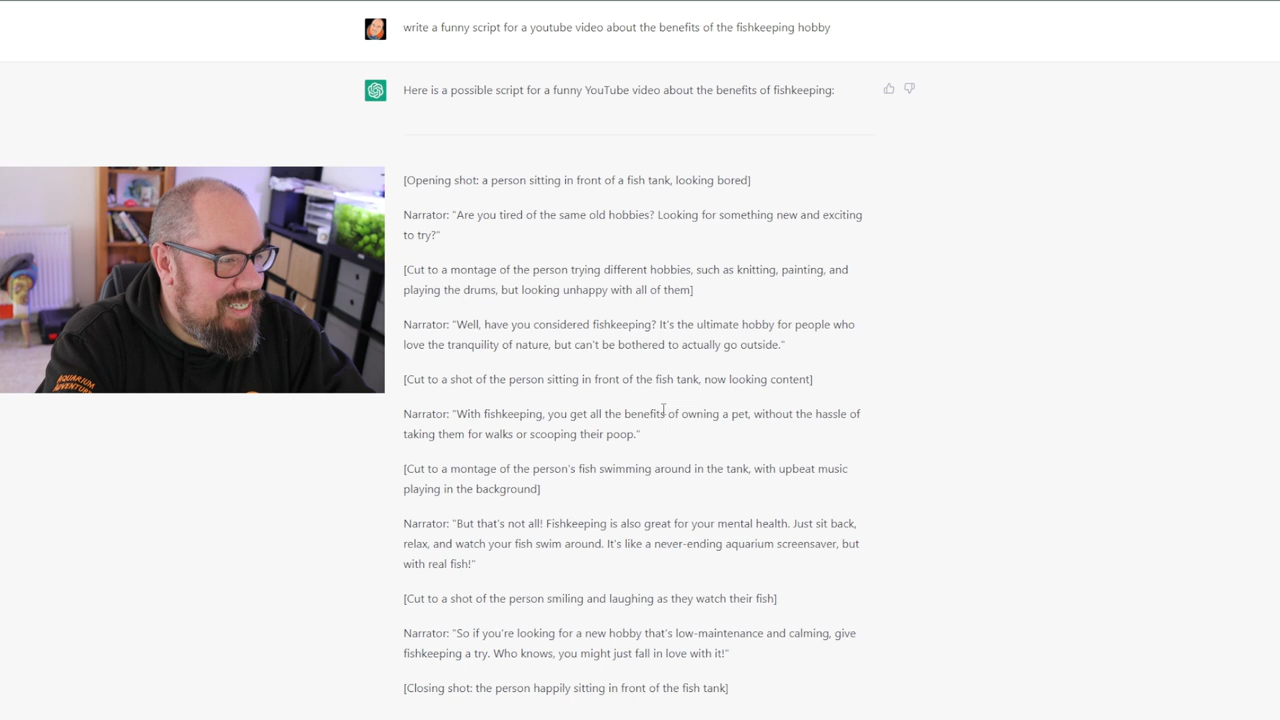 write a funny script for a youtube video about the benefits of the fishkeeping hobby
Here is a possible script for a funny YouTube video about the benefits of fishkeeping:
[Opening shot: a person sitting in front of a fish tank, looking bored]
Narrator: "Are you tired of the same old hobbies? Looking for something new and exciting
to try?"
[Cut to a montage of the person trying different hobbies, such as knitting, painting, and
playing the drums, but looking unhappy with all of them]
Narrator: "Well, have you considered fishkeeping? It's the ultimate hobby for people who
love the tranquility of nature, but can't be bothered to actually go outside."
[Cut to a shot of the person sitting in front of the fish tank, now looking content]
Narrator: "With fishkeeping, you get all the benefits of owning a pet, without the hassle of
taking them for walks or scooping their poop."
[Cut to a montage of the person's fish swimming around in the tank, with upbeat music
playing in the background]
Narrator: "But that's not all! Fishkeeping is also great for your mental health. Just sit back,
relax, and watch your fish swim around. It's like a never-ending aquarium screensaver, but
with real fish!"
[Cut to a shot of the person smiling and laughing as they watch their fish]
Narrator: "So if you're looking for a new hobby that's low-maintenance and calming, give
fishkeeping a try. Who knows, you might just fall in love with it!"
[Closing shot: the person happily sitting in front of the fish tank]
AQUARIUM
ADVENTURE